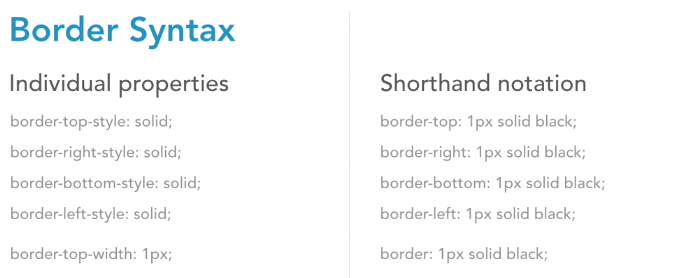 Border Syntax
Individual properties
border-top-style: solid;
border-right-style: solid;
border-bottom-style: solid;
border-left-style: solid;
border-top-width: 1px;
Shorthand notation
border-top: 1px solid black;
border-right: 1px solid black;
border-bottom: 1px solid black;
border-left: 1px solid black;
border: 1px solid black;